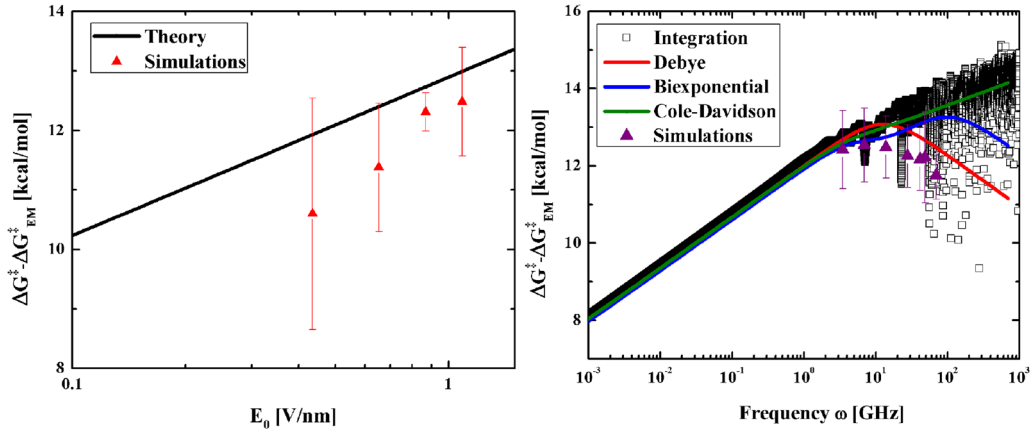 ΔG‡-ΔG‡EM [kcal/mol]
14
12
10
8
Theory
Simulations
0.1
1
E0 [V/nm]
ΔG‡-ΔG‡EM [kcal/mol]
16
14
12
10
8
Integration
Debye
Biexponential
Cole-Davidson
Simulations
10-3
10-2
10-1
100
101
102
103
Frequency ω [GHz]